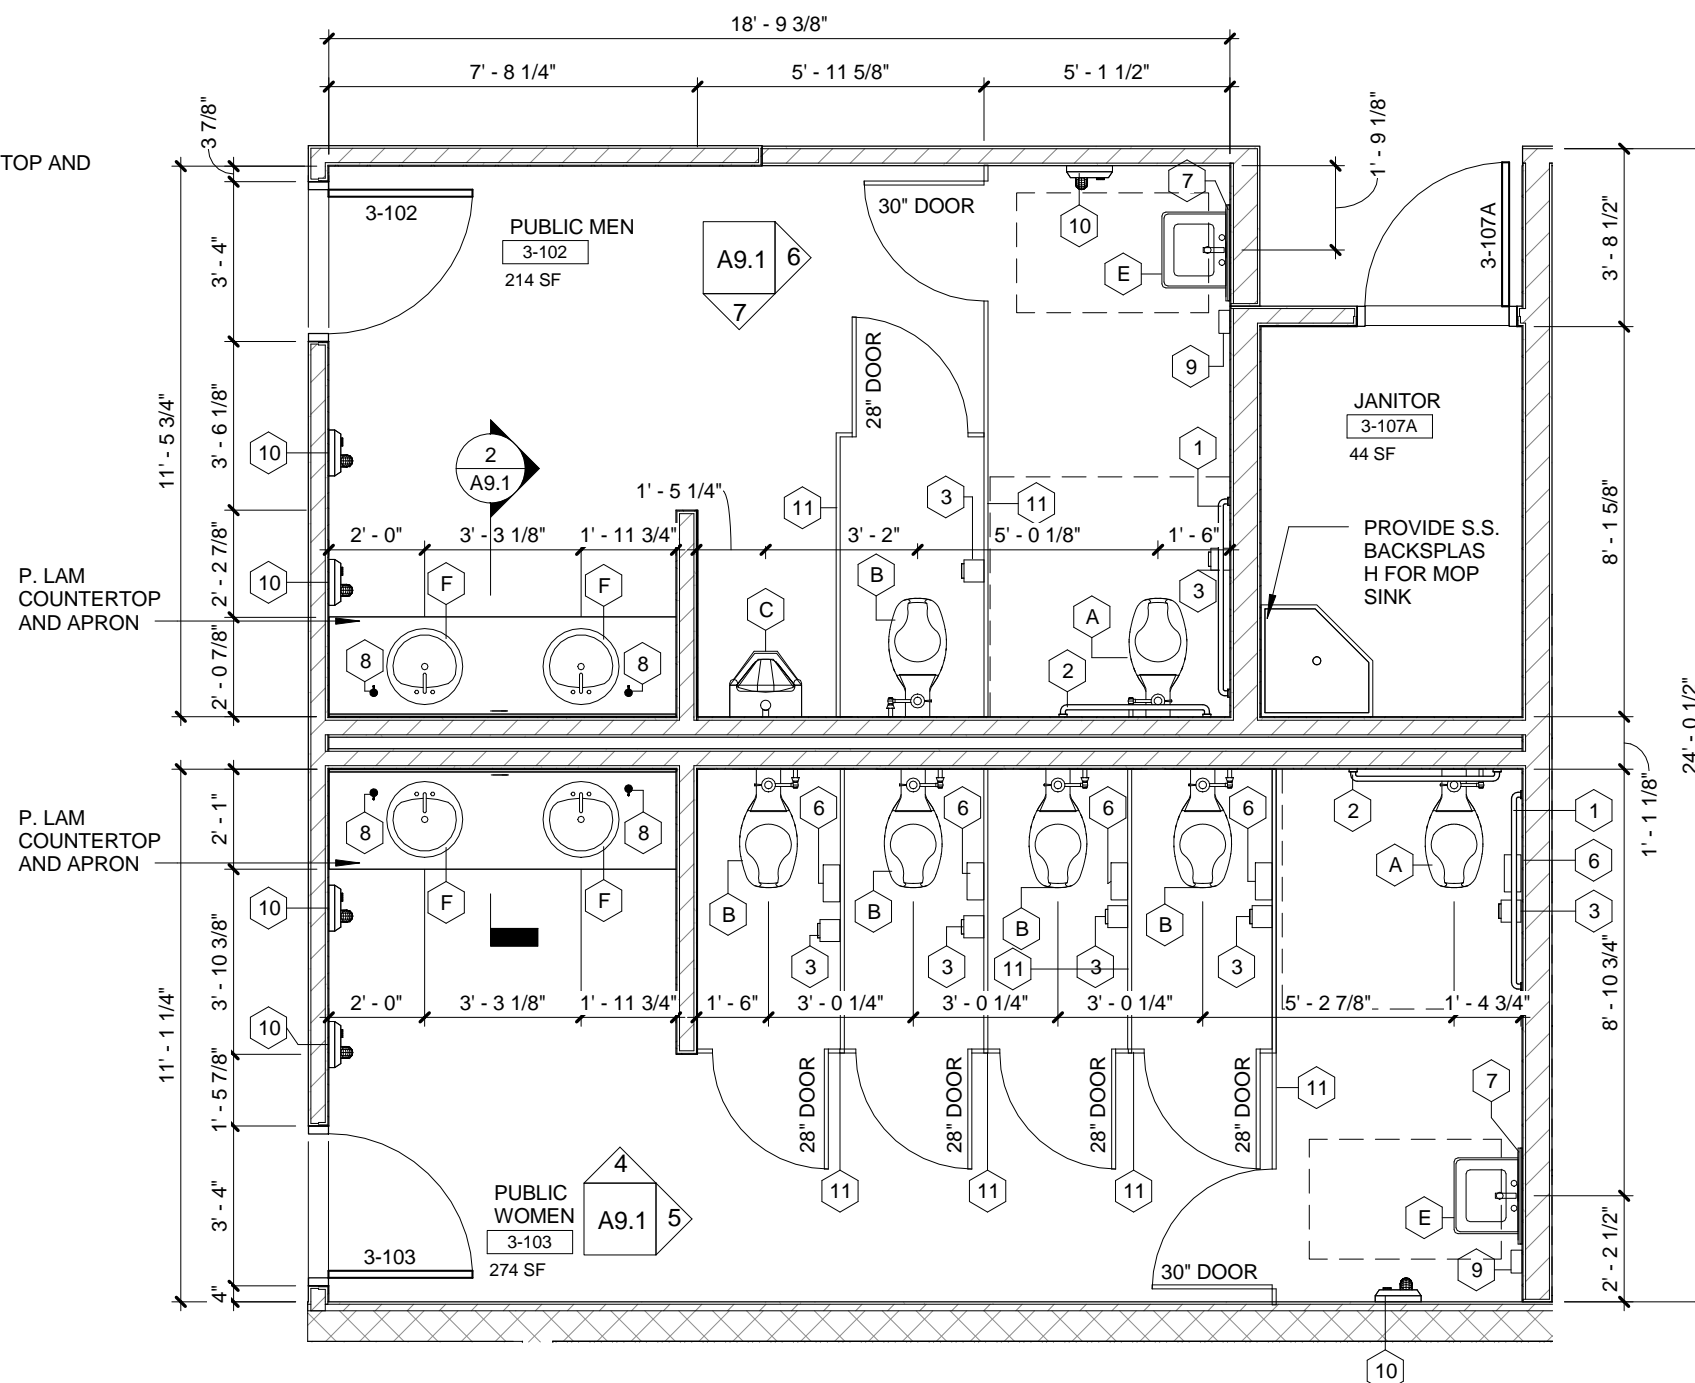 18' - 9 3/8"
7' - 8 1/4"
5' - 11 5/8"
5' - 1 1/2"
3 7/8"
1' - 9 1/8"
TOP AND
3-102
PUBLIC MEN
3-102
214 SF
A9.1
6
7
30" DOOR
10
7
E
9
3-107A
3' - 8 1/2"
3' - 4"
28" DOOR
11' - 5 3/4"
3' - 6 1/8"
10
2
A9.1
JANITOR
3-107A
44 SF
1
1' - 5 1/4"
11
3
11
2' - 0"
3' - 3 1/8"
1' - 11 3/4"
3' - 2"
5' - 0 1/8"
1' - 6"
PROVIDE S.S.
BACKSPLAS
H FOR MOP
SINK
8' - 1 5/8"
2' - 2 7/8"
10
F
F
B
3
P. LAM
COUNTERTOP
AND APRON
C
A
2' - 0 7/8"
8
8
2
24' - 0 1/2"
1' - 1 1/8"
P. LAM
COUNTERTOP
AND APRON
2' - 1"
8
8
6
6
6
6
2
1
A
6
F
F
B
B
B
B
10
3
3' - 10 3/8"
3
3
11
3
3
2' - 0"
3' - 3 1/8"
1' - 11 3/4"
1' - 6"
3' - 0 1/4"
3' - 0 1/4"
3' - 0 1/4"
5' - 2 7/8"
1' - 4 3/4"
8' - 10 3/4"
10
11' - 1 1/4"
1' - 5 7/8"
28" DOOR
28" DOOR
28" DOOR
28" DOOR
11
7
4
11
11
11
3' - 4"
PUBLIC
WOMEN
3-103
274 SF
A9.1
5
E
3-103
30" DOOR
9
2' - 2 1/2"
4"
10